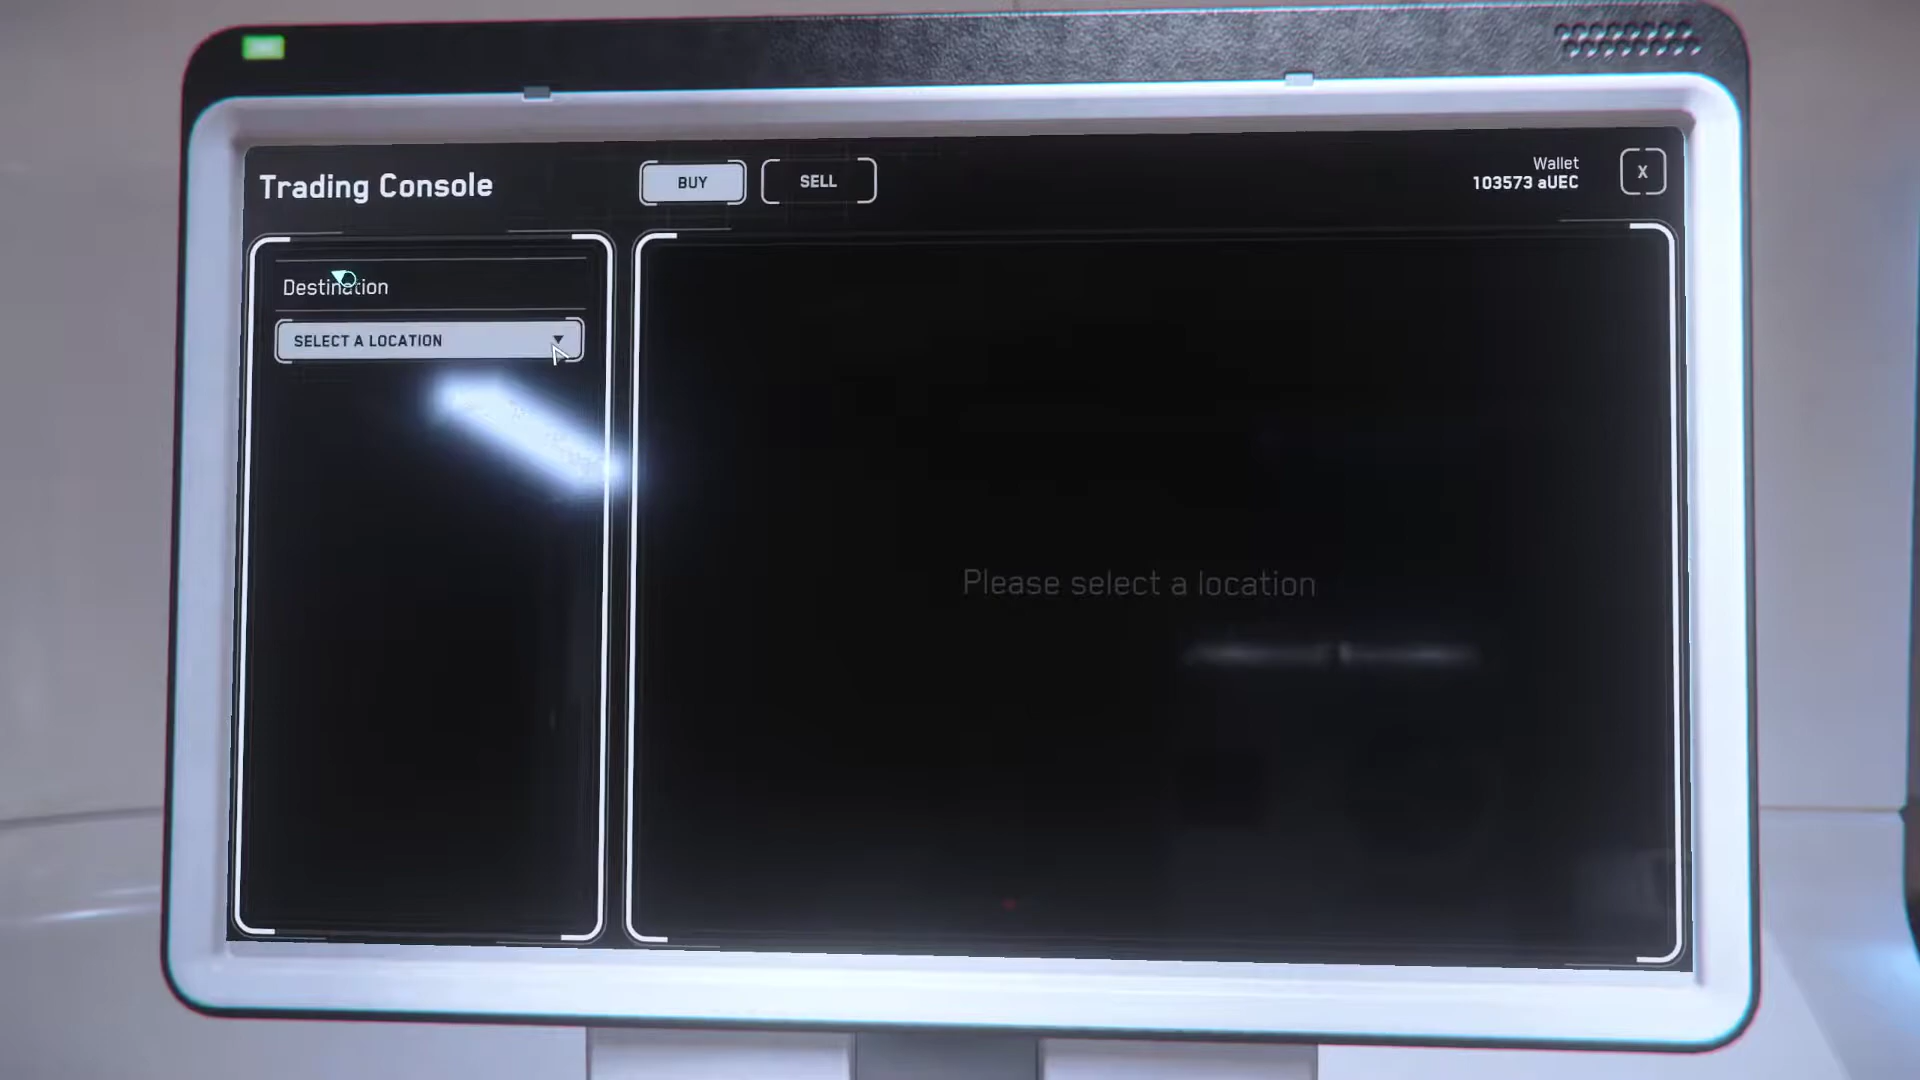 Trading Console
BUY
SELL
Wallet
103573 aUEC
X
Destination
SELECT A LOCATION
Please select a location